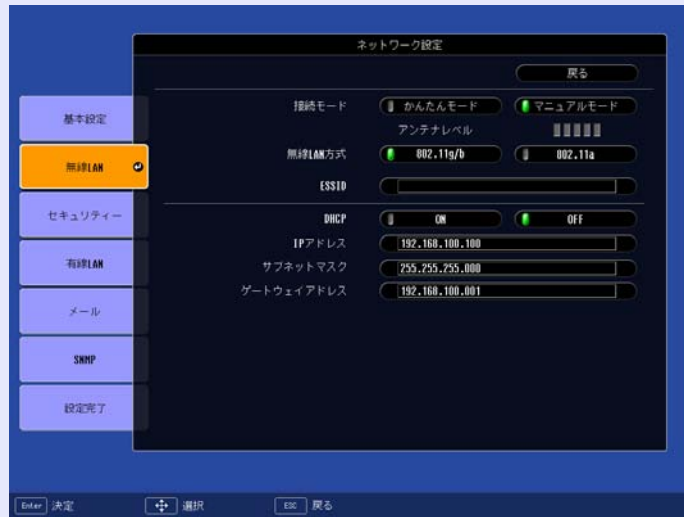 ネットワーク設定
戻る
基本設定
無線LAN
セキュリティー
有線LAN
メール
SNMP
設定完了
接続モード かんたんモード マニュアルモード
アンテナレベル
無線LAN方式 802.11g/b 802.11a
ESSID
DHCP ON OFF
IPアドレス 192.168.100.100
サブネットマスク 255.255.255.000
ゲートウェイアドレス 192.168.100.001
Enter 決定 選択 ESC 戻る